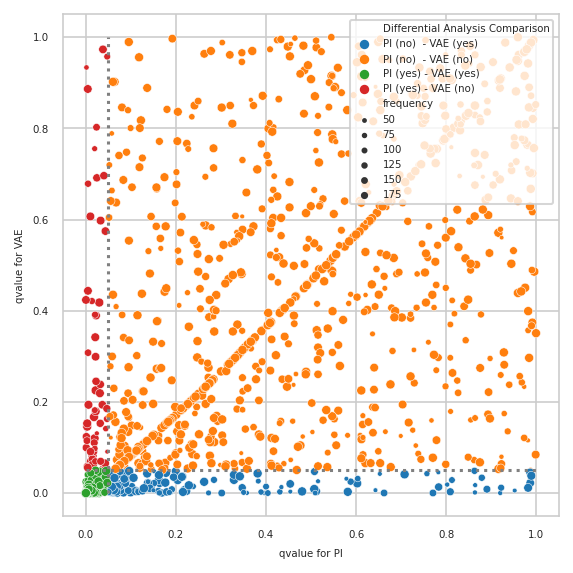 Differential Analysis Comparison
PI (no) - VAE (yes)
PI (no) - VAE (no)
PI (yes) - VAE (yes)
PI (yes) - VAE (no)
frequency
50
75
100
125
150
175
1.0
0.8
0.6
0.4
0.2
0.0
qvalue for VAE
0.0 0.2 0.4 0.6 0.8 1.0
qvalue for PI